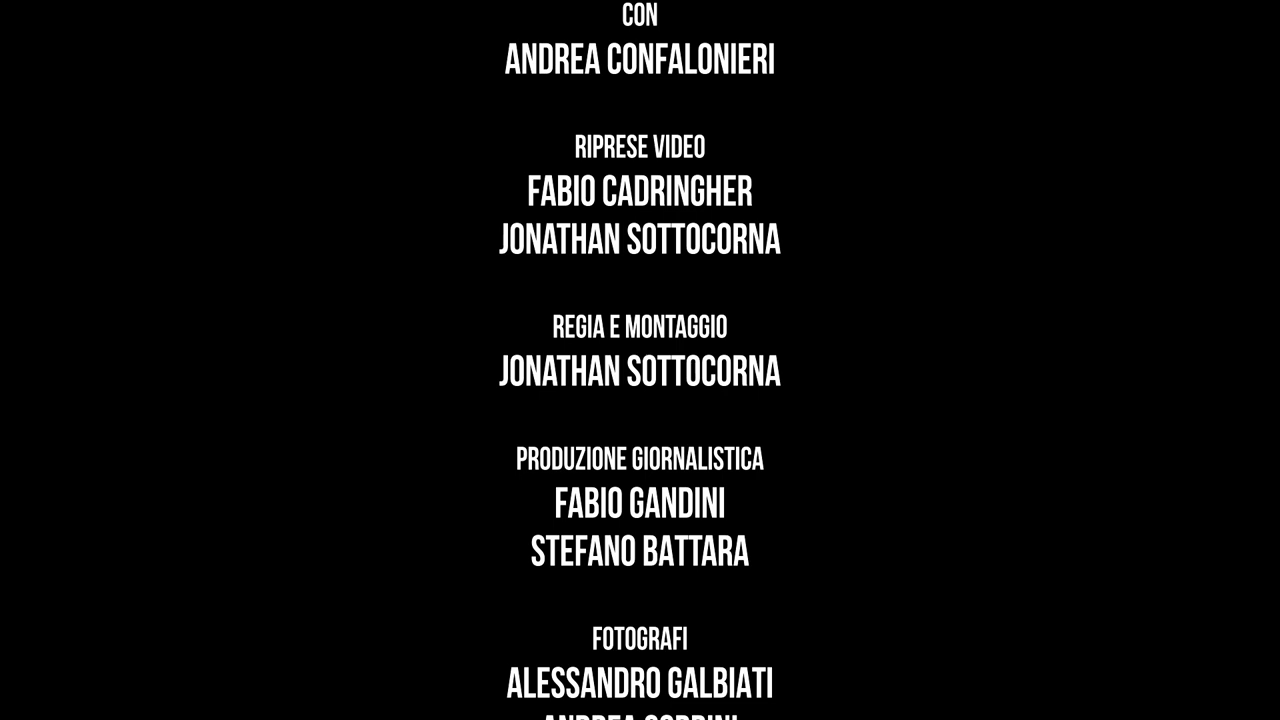 CON
ANDREA CONFALONIERI
RIPRESE VIDEO
FABIO CADRINGHER
JONATHAN SOTTOCORNA
REGIA E MONTAGGIO
JONATHAN SOTTOCORNA
PRODUZIONE GIORNALISTICA
FABIO GANDINI
STEFANO BATTARA
FOTOGRAFI
ALESSANDRO GALBIATI
ANDREA